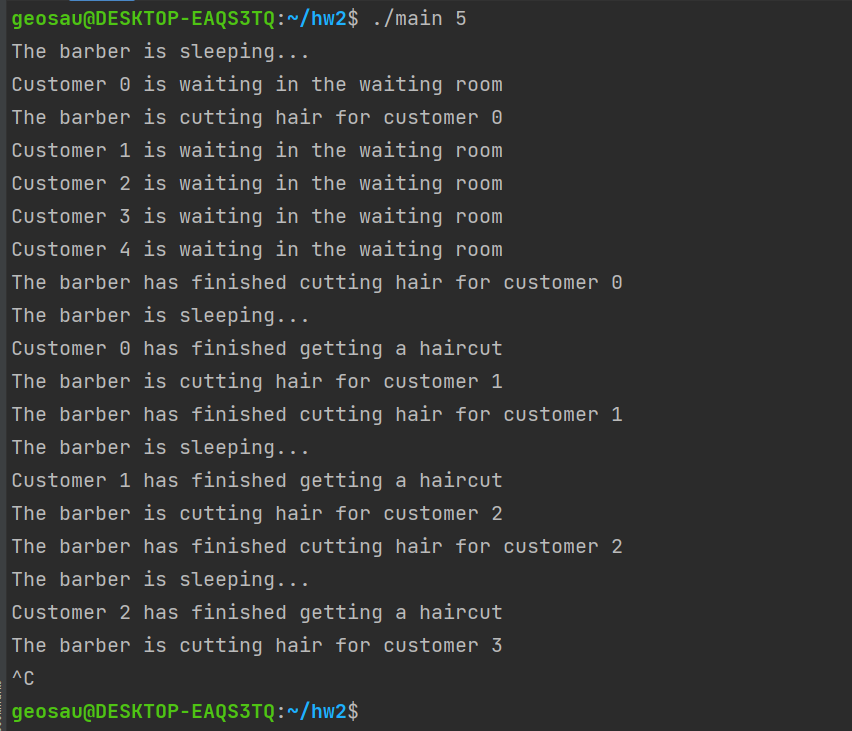 geosau@DESKTOP-EAQS3TQ:~/hw2$ ./main 5
The barber is sleeping...
Customer 0 is waiting in the waiting room
The barber is cutting hair for customer 0
Customer 1 is waiting in the waiting room
Customer 2 is waiting in the waiting room
Customer 3 is waiting in the waiting room
Customer 4 is waiting in the waiting room
The barber has finished cutting hair for customer 0
The barber is sleeping...
Customer 0 has finished getting a haircut
The barber is cutting hair for customer 1
The barber has finished cutting hair for customer 1
The barber is sleeping...
Customer 1 has finished getting a haircut
The barber is cutting hair for customer 2
The barber has finished cutting hair for customer 2
The barber is sleeping...
Customer 2 has finished getting a haircut
The barber is cutting hair for customer 3
^C
geosau@DESKTOP-EAQS3TQ:~/hw2$